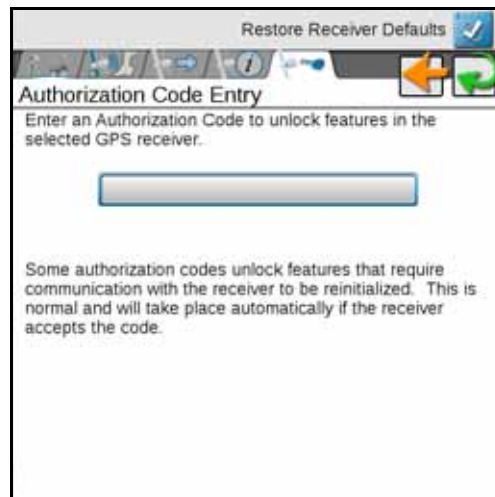 Restore Receiver Defaults
i
Authorization Code Entry
Enter an Authorization Code to unlock features in the
selected GPS receiver.
Some authorization codes unlock features that require
communication with the receiver to be reinitialized. This is
normal and will take place automatically if the receiver
accepts the code.